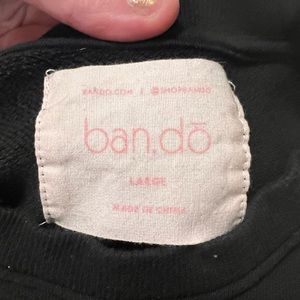 BANDO.COM & @SHOPBANDO
ban.dō
LARGE
MADE IN CHINA